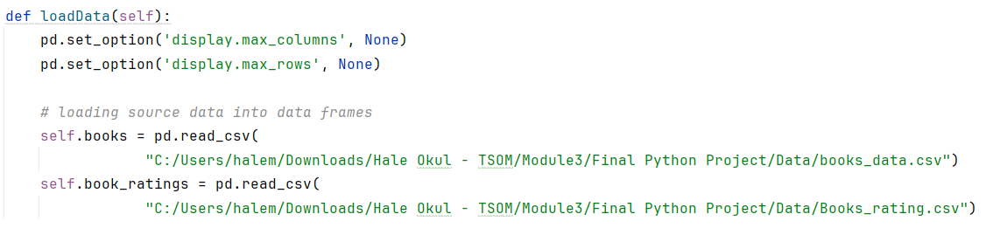 def loadData(self):
    pd.set_option('display.max_columns', None)
    pd.set_option('display.max_rows', None)

    # loading source data into data frames
    self.books = pd.read_csv(
                "C:/Users/halem/Downloads/Hale Okul - TSOM/Module3/Final Python Project/Data/books_data.csv")
    self.book_ratings = pd.read_csv(
                "C:/Users/halem/Downloads/Hale Okul - TSOM/Module3/Final Python Project/Data/Books_rating.csv")